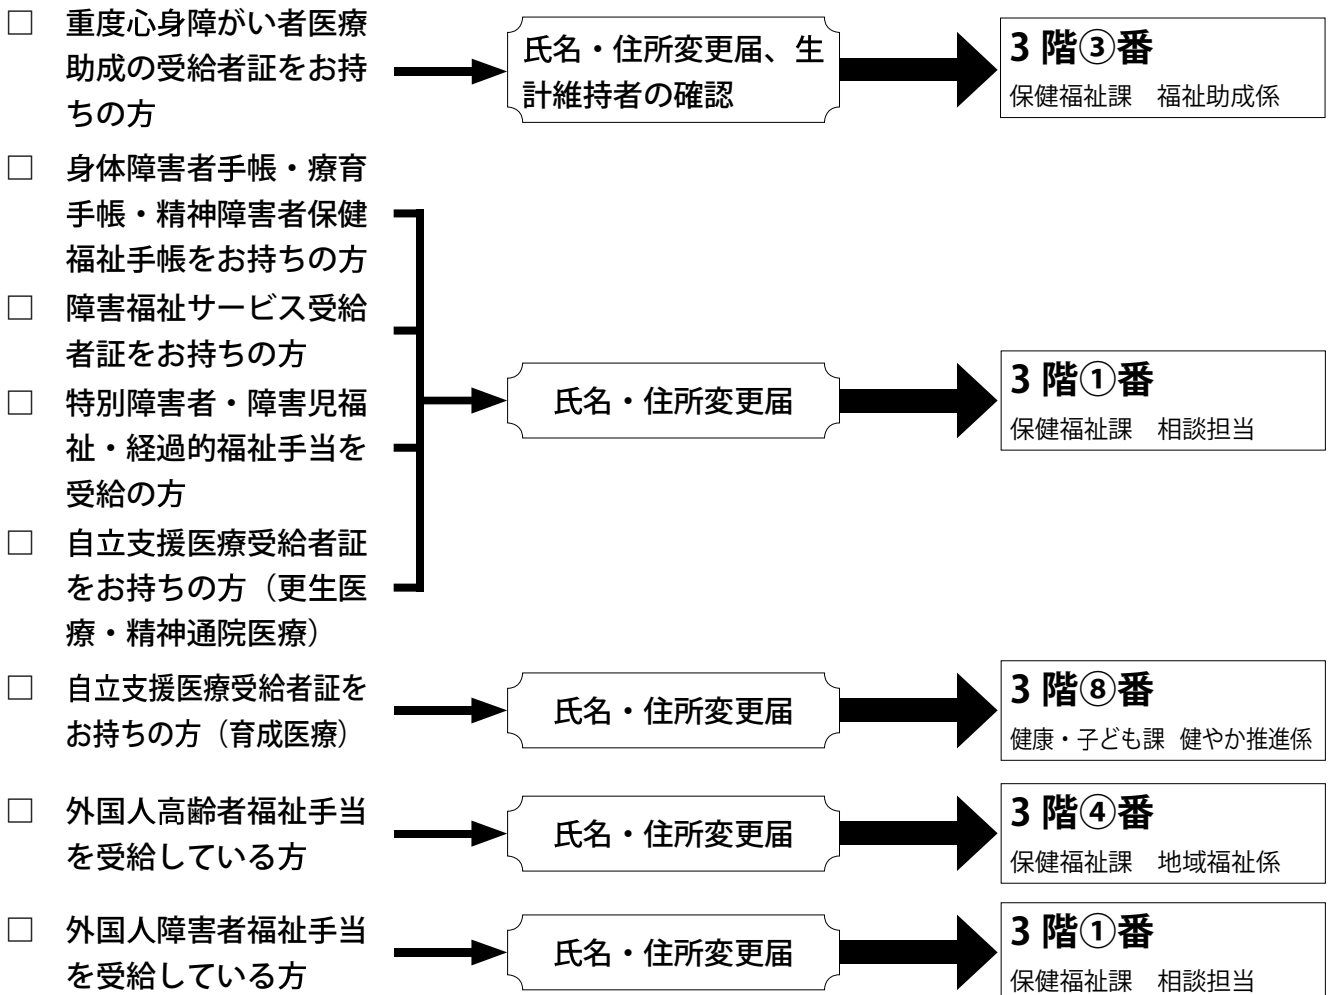 □ 重度心身障がい者医療
助成の受給者証をお持
ちの方
氏名・住所変更届、生
計維持者の確認
3 階③番
保健福祉課 福祉助成係
□ 身体障害者手帳・療育
手帳・精神障害者保健
福祉手帳をお持ちの方
□ 障害福祉サービス受給
者証をお持ちの方
□ 特別障害者・障害児福
祉・経過的福祉手当を
受給の方
□ 自立支援医療受給者証
をお持ちの方（更生医
療・精神通院医療）
氏名・住所変更届
3 階①番
保健福祉課 相談担当
□ 自立支援医療受給者証を
お持ちの方（育成医療）
氏名・住所変更届
3 階⑧番
健康・子ども課 健やか推進係
□ 外国人高齢者福祉手当
を受給している方
氏名・住所変更届
3 階④番
保健福祉課 地域福祉係
□ 外国人障害者福祉手当
を受給している方
氏名・住所変更届
3 階①番
保健福祉課 相談担当